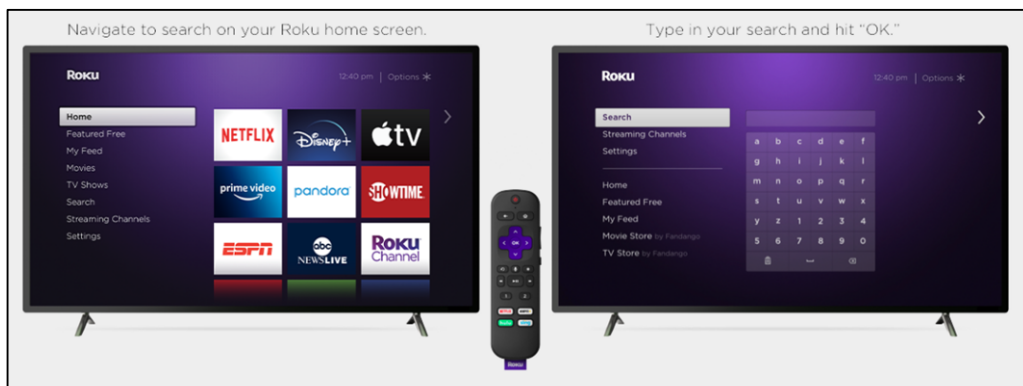 Navigate to search on your Roku home screen.
Roku
12:40 pm | Options
Home
Featured Free
My Feed
Movies
TV Shows
Search
Streaming Channels
Settings
NETFLIX
Disney+
tv
prime video
pandora
SHOWTIME
ESPN
abc
NEWS LIVE
Roku
Channel
OK
Roku
Type in your search and hit “OK.”
Roku
12:40 pm | Options
Search
Streaming Channels
Settings
Home
Featured Free
My Feed
Movie Store by Fandango
TV Store by Fandango
a b c d e f
g h i j k l
m n o p q r
s t u v w x
y z 1 2 3 4
5 6 7 8 9 0